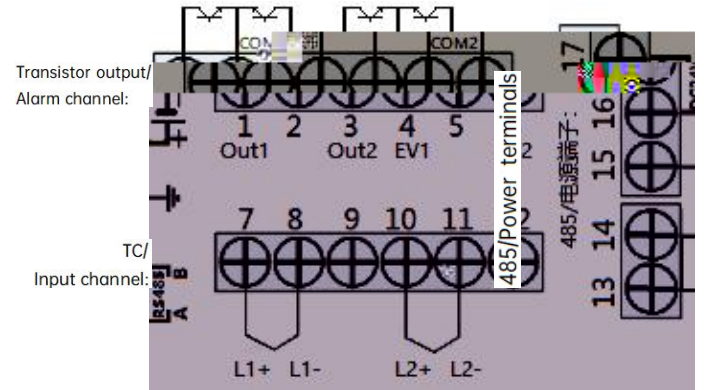 COM2
Transistor output/
Alarm channel:
1 2 3 4 5
Out1 Out2 EV1 2
7 8 9 10 11 2
TC/
Input channel:
L1+ L1- L2+ L2-
RS485
B
A
485/Power terminals
485/电源端子:
17
16
15
14
13